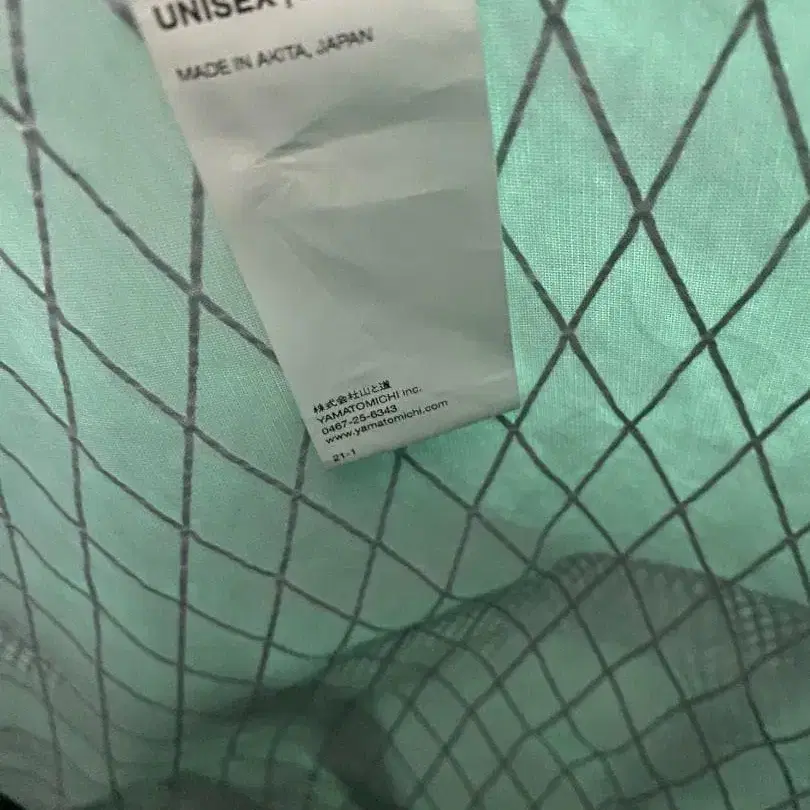 UNISEX |
MADE IN AKITA, JAPAN
株式会社山と道
YAMATOMICHI Inc.
0467-25-6343
www.yamatomichi.com
21-1